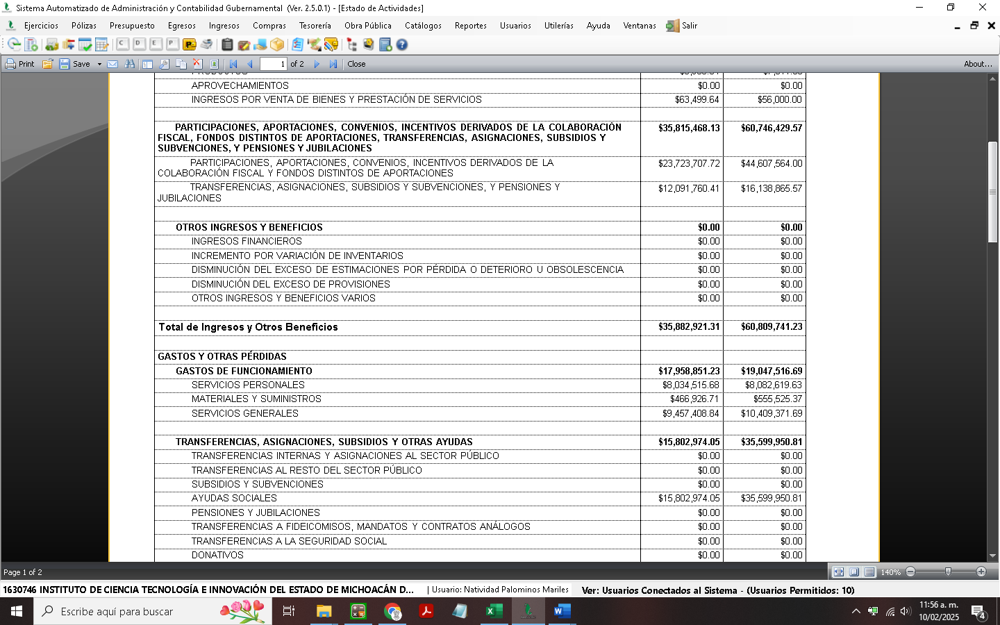 Sistema Automatizado de Administración y Contabilidad Gubernamental (Ver. 2.5.0.1) - [Estado de Actividades]
Ejercicios Pólizas Presupuesto Egresos Ingresos Compras Tesorería Obra Pública Catálogos Reportes Usuarios Utilerías Ayuda Ventanas Salir
C D E P
Print Save 1 of 2 Close About...
APROVECHAMIENTOS $0.00 $0.00
INGRESOS POR VENTA DE BIENES Y PRESTACIÓN DE SERVICIOS $63,499.64 $56,000.00
PARTICIPACIONES, APORTACIONES, CONVENIOS, INCENTIVOS DERIVADOS DE LA COLABORACIÓN $35,815,468.13 $60,746,429.57
FISCAL, FONDOS DISTINTOS DE APORTACIONES, TRANSFERENCIAS, ASIGNACIONES, SUBSIDIOS Y
SUBVENCIONES, Y PENSIONES Y JUBILACIONES
PARTICIPACIONES, APORTACIONES, CONVENIOS, INCENTIVOS DERIVADOS DE LA $23,723,707.72 $44,607,564.00
COLABORACIÓN FISCAL Y FONDOS DISTINTOS DE APORTACIONES
TRANSFERENCIAS, ASIGNACIONES, SUBSIDIOS Y SUBVENCIONES, Y PENSIONES Y $12,091,760.41 $16,138,865.57
JUBILACIONES
OTROS INGRESOS Y BENEFICIOS $0.00 $0.00
INGRESOS FINANCIEROS $0.00 $0.00
INCREMENTO POR VARIACIÓN DE INVENTARIOS $0.00 $0.00
DISMINUCIÓN DEL EXCESO DE ESTIMACIONES POR PÉRDIDA O DETERIORO U OBSOLESCENCIA $0.00 $0.00
DISMINUCIÓN DEL EXCESO DE PROVISIONES $0.00 $0.00
OTROS INGRESOS Y BENEFICIOS VARIOS $0.00 $0.00
Total de Ingresos y Otros Beneficios $35,882,921.31 $60,809,741.23
GASTOS Y OTRAS PÉRDIDAS
GASTOS DE FUNCIONAMIENTO $17,958,851.23 $19,047,516.69
SERVICIOS PERSONALES $8,034,515.68 $8,082,619.63
MATERIALES Y SUMINISTROS $466,926.71 $555,525.37
SERVICIOS GENERALES $9,457,408.84 $10,409,371.69
TRANSFERENCIAS, ASIGNACIONES, SUBSIDIOS Y OTRAS AYUDAS $15,802,974.05 $35,599,950.81
TRANSFERENCIAS INTERNAS Y ASIGNACIONES AL SECTOR PÚBLICO $0.00 $0.00
TRANSFERENCIAS AL RESTO DEL SECTOR PÚBLICO $0.00 $0.00
SUBSIDIOS Y SUBVENCIONES $0.00 $0.00
AYUDAS SOCIALES $15,802,974.05 $35,599,950.81
PENSIONES Y JUBILACIONES $0.00 $0.00
TRANSFERENCIAS A FIDEICOMISOS, MANDATOS Y CONTRATOS ANÁLOGOS $0.00 $0.00
TRANSFERENCIAS A LA SEGURIDAD SOCIAL $0.00 $0.00
DONATIVOS $0.00 $0.00
Page 1 of 2 140%
1630746 INSTITUTO DE CIENCIA TECNOLOGÍA E INNOVACIÓN DEL ESTADO DE MICHOACÁN D... | Usuario: Natividad Palominos Mariles Ver: Usuarios Conectados al Sistema - (Usuarios Permitidos: 10)
Escribe aquí para buscar
11:56 a. m.
10/02/2025
4